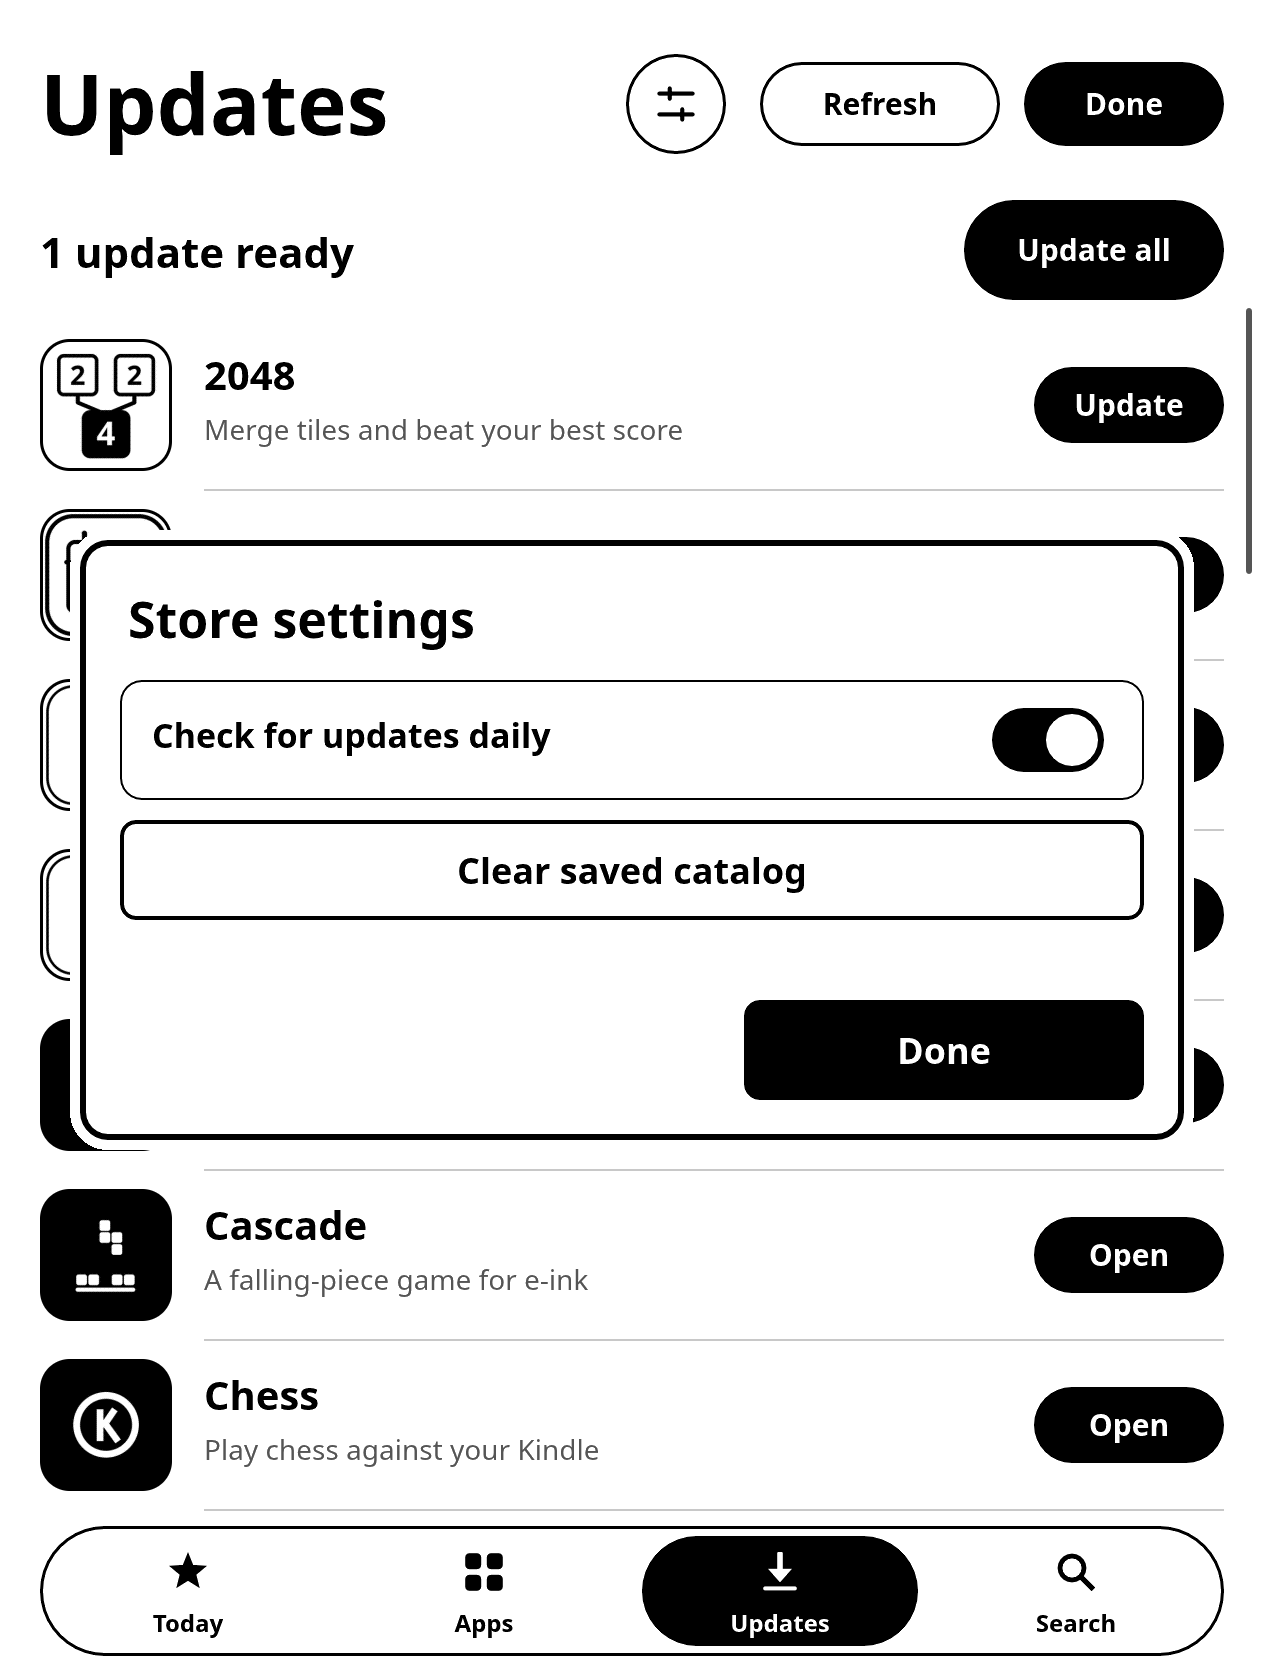 Updates
Refresh
Done
1 update ready
Update all
2 2
4
2048
Merge tiles and beat your best score
Update
Store settings
Check for updates daily
Clear saved catalog
Done
Cascade
A falling-piece game for e-ink
Open
K
Chess
Play chess against your Kindle
Open
Today
Apps
Updates
Search